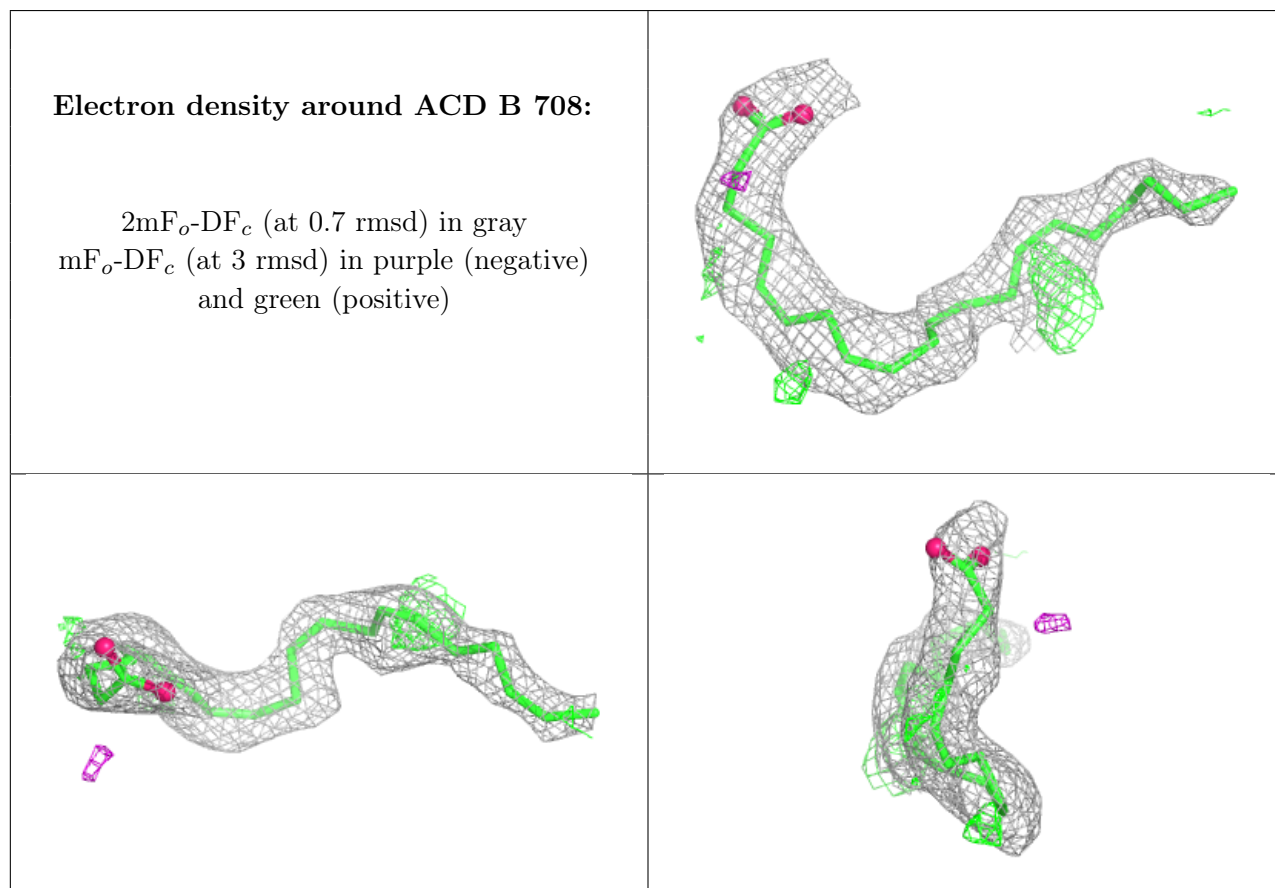 Electron density around ACD B 708:
2mFo-DFc (at 0.7 rmsd) in gray
mFo-DFc (at 3 rmsd) in purple (negative)
and green (positive)